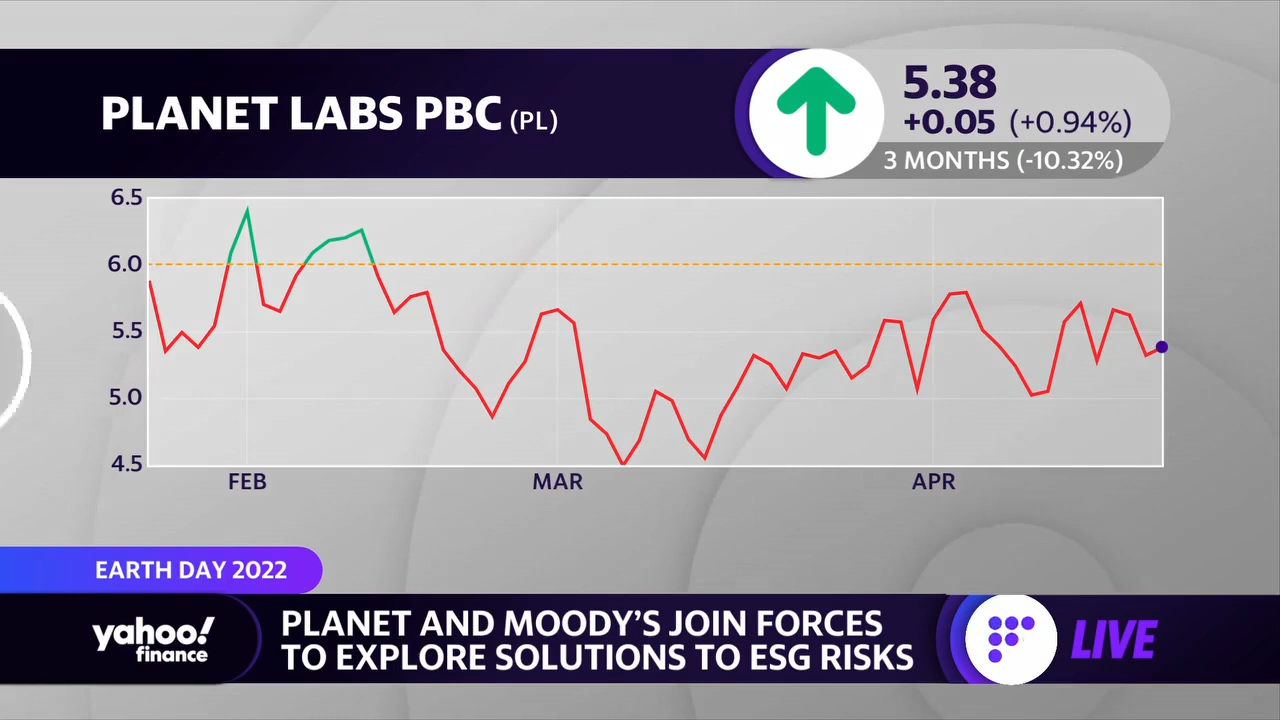 PLANET LABS PBC (PL)
5.38
+0.05 (+0.94%)
3 MONTHS (-10.32%)
6.5
6.0
5.5
5.0
4.5
FEB MAR APR
EARTH DAY 2022
yahoo!
finance
PLANET AND MOODY'S JOIN FORCES
TO EXPLORE SOLUTIONS TO ESG RISKS
LIVE